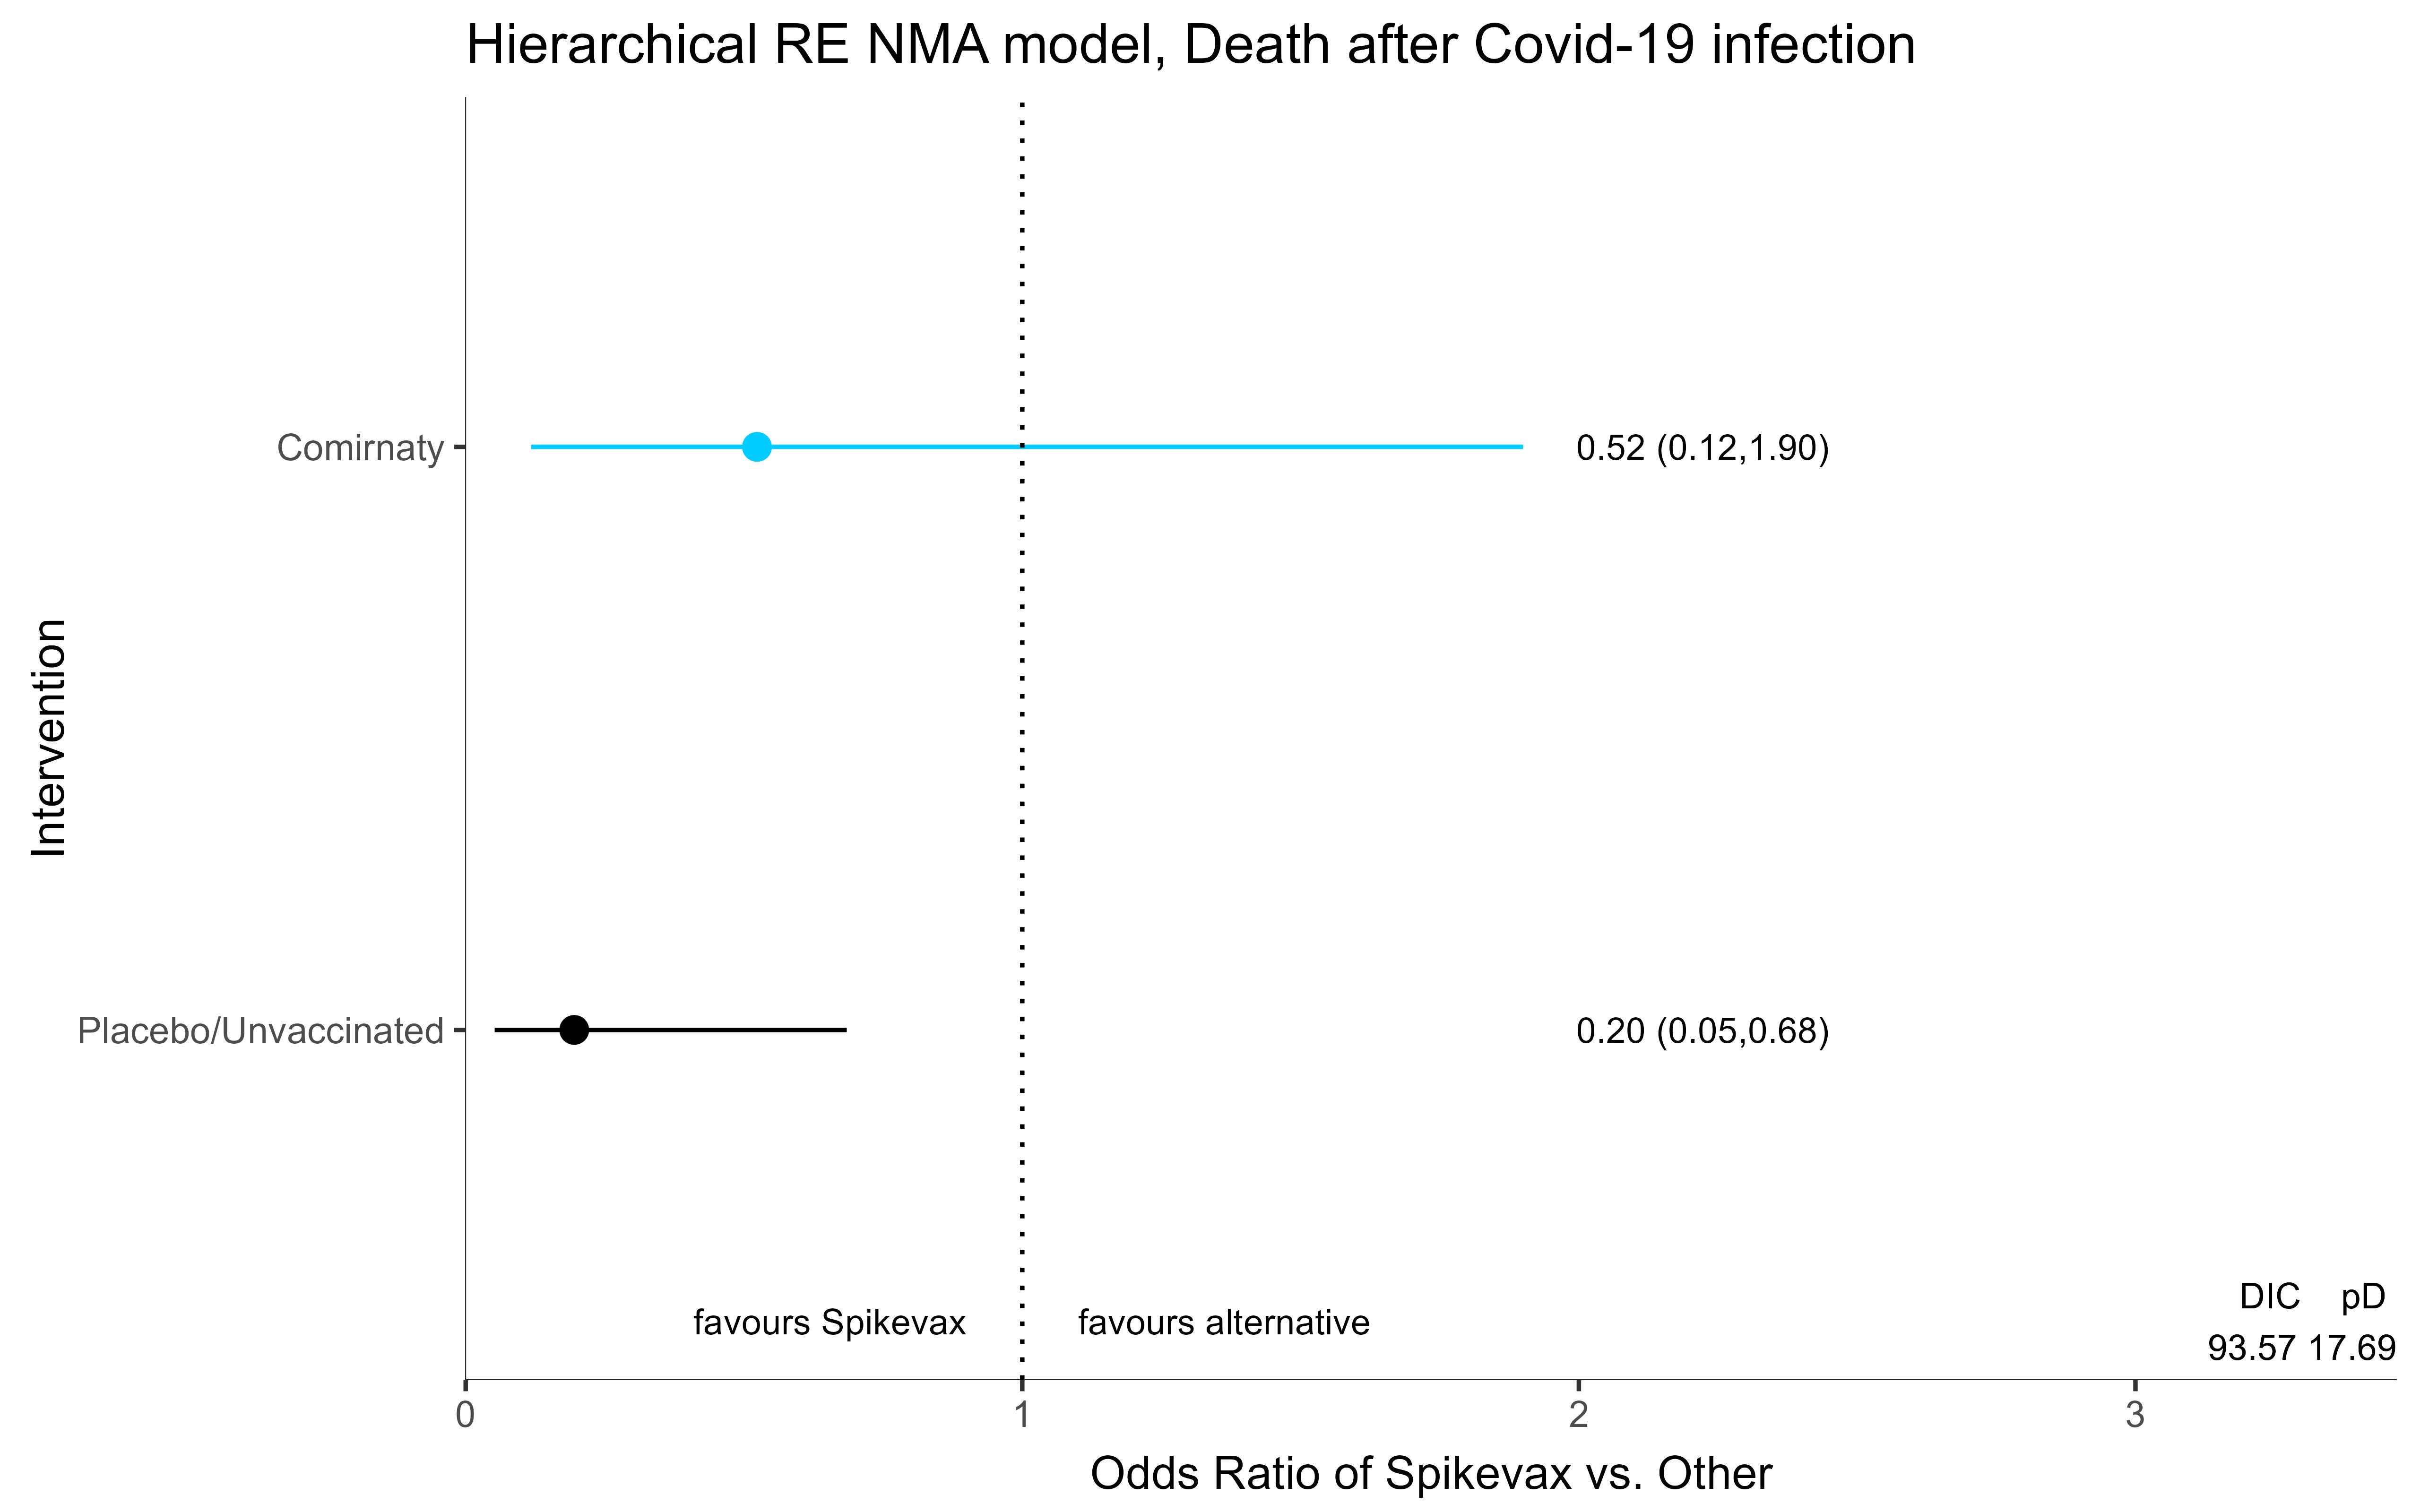 Hierarchical RE NMA model, Death after Covid-19 infection
Intervention
Comirnaty
0.52 (0.12,1.90)
Placebo/Unvaccinated
0.20 (0.05,0.68)
favours Spikevax
favours alternative
DIC pD
93.57 17.69
0 1 2 3
Odds Ratio of Spikevax vs. Other